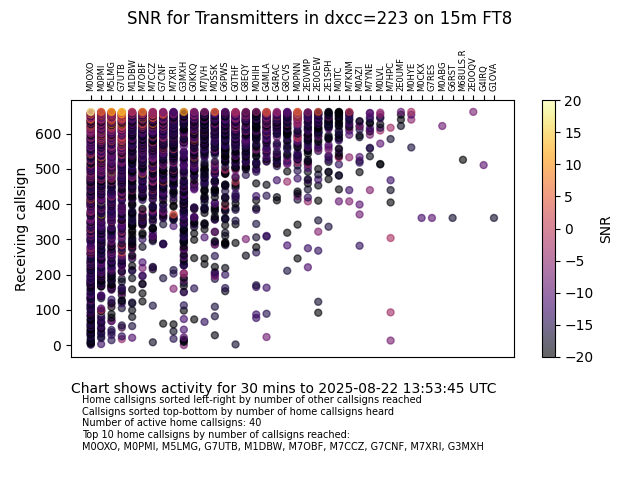 SNR for Transmitters in dxcc=223 on 15m FT8
M0OXO M0PMI M5LMG G7UTB M1DBW M7OBF M7CCZ G7CNF M7XRI G3MXH G0KKQ M7JVH M0SSK G6PWS G0THF G8EQY M0HIH G4MLA G4RAC G8CVS M0PNN 2E0VMP 2E0OEW 2E1SPH M0ITC M7KNM M0AZI M7YNE M0LVL M7HPC 2E0UMF M0HYE M0CKX G7RES M0ABG G6RST M68ULS.R 2E0OQV G4IRQ G1OVA
600
500
400
300
200
100
0
Receiving callsign
20
15
10
5
0
−5
−10
−15
−20
SNR
Chart shows activity for 30 mins to 2025-08-22 13:53:45 UTC
Home callsigns sorted left-right by number of other callsigns reached
Callsigns sorted top-bottom by number of home callsigns heard
Number of active home callsigns: 40
Top 10 home callsigns by number of callsigns reached:
M0OXO, M0PMI, M5LMG, G7UTB, M1DBW, M7OBF, M7CCZ, G7CNF, M7XRI, G3MXH